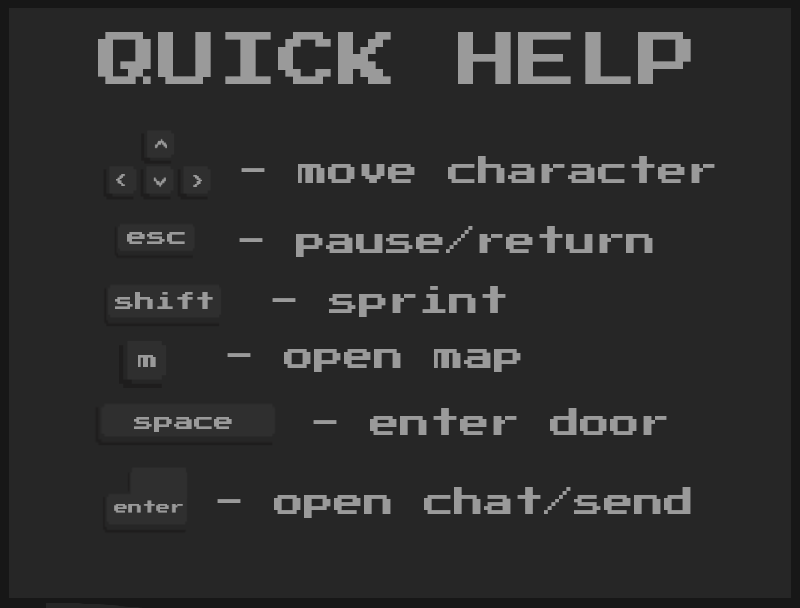 QUICK HELP
^
< v > - move character
esc - pause/return
shift - sprint
m - open map
space - enter door
enter - open chat/send